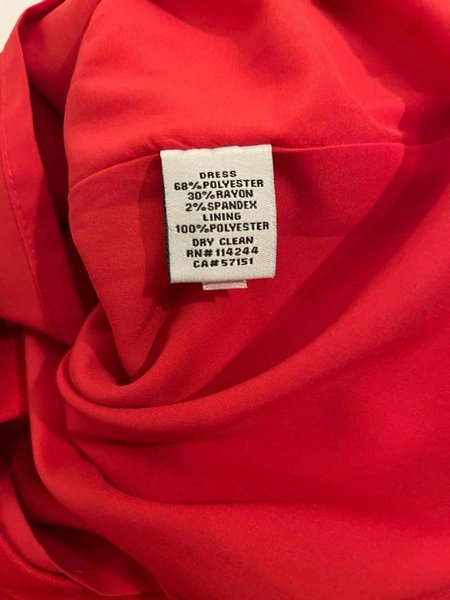 DRESS
68%POLYESTER
30%RAYON
2%SPANDEX
LINING
100%POLYESTER
DRY CLEAN
RN#114244
CA#57151